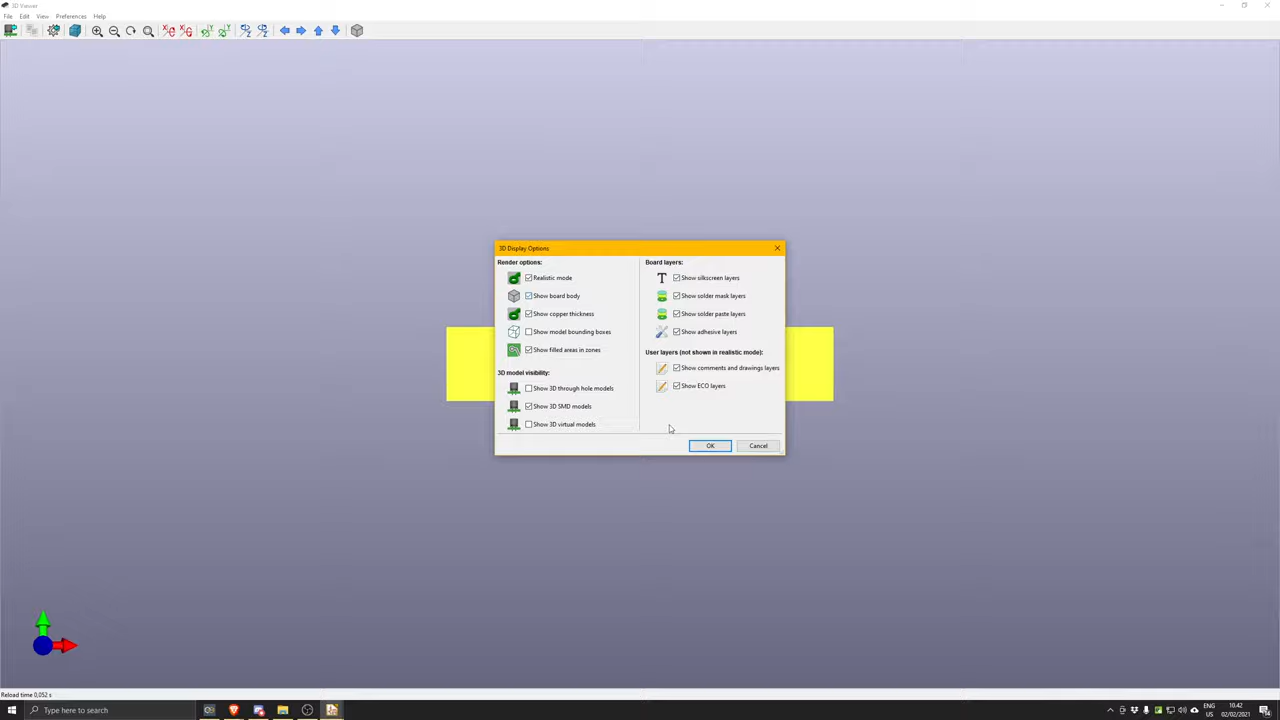 3D Viewer
File Edit View Preferences Help
3D Display Options
Render options:
Realistic mode
Show board body
Show copper thickness
Show model bounding boxes
Show filled areas in zones
3D model visibility:
Show 3D through hole models
Show 3D SMD models
Show 3D virtual models
Board layers:
T Show silkscreen layers
Show solder mask layers
Show solder paste layers
Show adhesive layers
User layers (not shown in realistic mode):
Show comments and drawings layers
Show ECO layers
OK Cancel
Reload time 0,052 s
Type here to search
ENG
US
10.42
02/02/2021